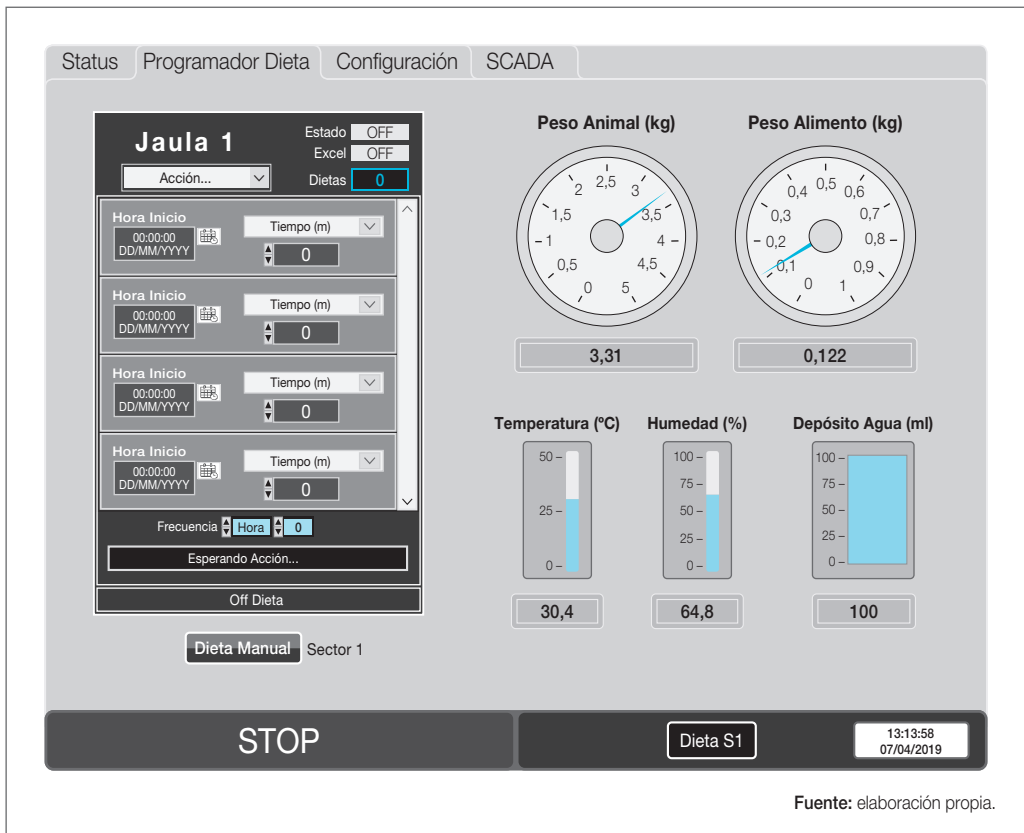 Status Programador Dieta Configuración SCADA
Jaula 1
Estado OFF
Excel OFF
Acción...
Dietas 0
Hora Inicio
00:00:00
DD/MM/YYYY
Tiempo (m)
0
Hora Inicio
00:00:00
DD/MM/YYYY
Tiempo (m)
0
Hora Inicio
00:00:00
DD/MM/YYYY
Tiempo (m)
0
Hora Inicio
00:00:00
DD/MM/YYYY
Tiempo (m)
0
Frecuencia Hora 0
Esperando Acción...
Off Dieta
Dieta Manual Sector 1
Peso Animal (kg)
0
0,5
1
1,5
2
2,5
3
3,5
4
4,5
5
3,31
Peso Alimento (kg)
0
0,1
0,2
0,3
0,4
0,5
0,6
0,7
0,8
0,9
1
0,122
Temperatura (ºC)
50
25
0
30,4
Humedad (%)
100
75
50
25
0
64,8
Depósito Agua (ml)
100
75
50
25
0
100
STOP
Dieta S1
13:13:58
07/04/2019
Fuente: elaboración propia.